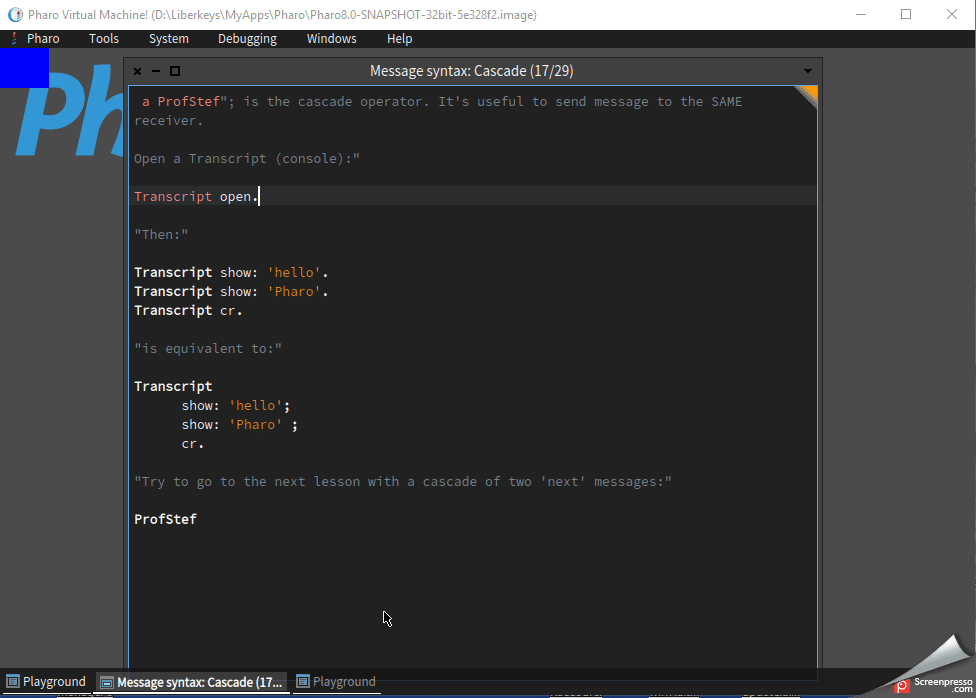 Pharo Virtual Machine! (D:\Liberkeys\MyApps\Pharo\Pharo8.0-SNAPSHOT-32bit-5e328f2.image)
Pharo Tools System Debugging Windows Help
Ph
Message syntax: Cascade (17/29)
a ProfStef"; is the cascade operator. It's useful to send message to the SAME
receiver.
Open a Transcript (console):"
Transcript open.
"Then:"
Transcript show: 'hello'.
Transcript show: 'Pharo'.
Transcript cr.
"is equivalent to:"
Transcript
show: 'hello';
show: 'Pharo' ;
cr.
"Try to go to the next lesson with a cascade of two 'next' messages:"
ProfStef
Playground Message syntax: Cascade (17... Playground
Screenpresso
.com